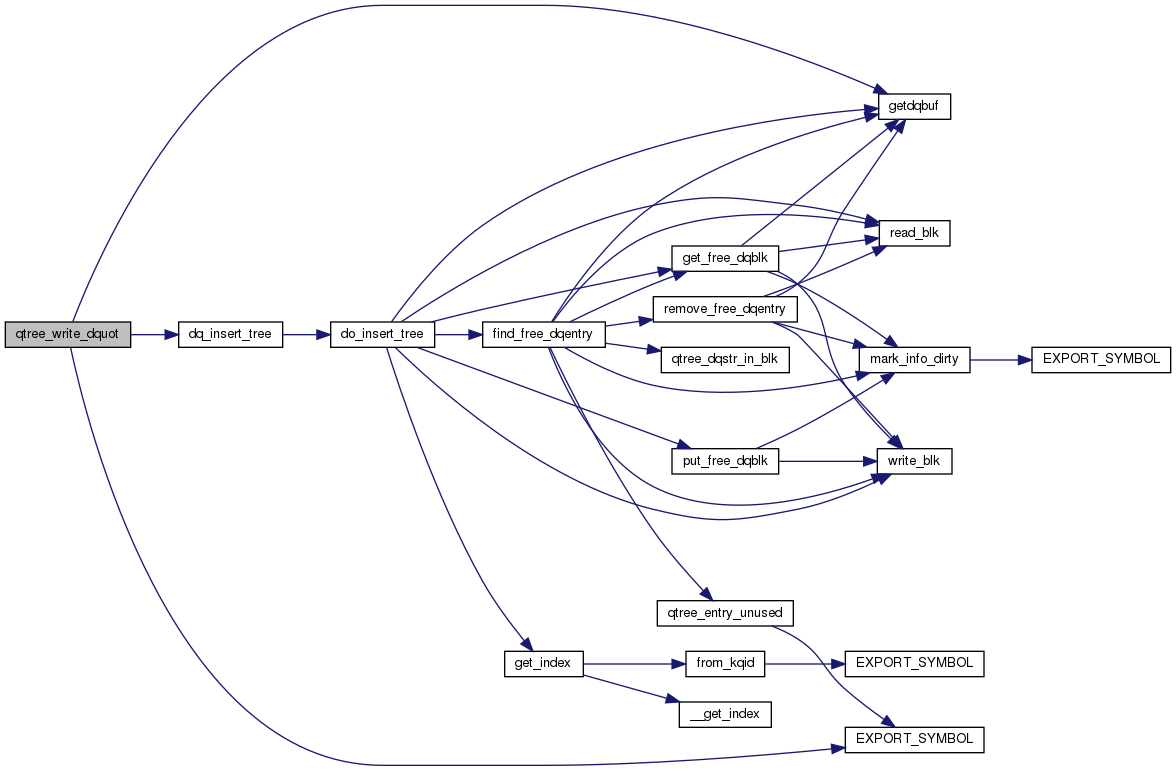 getdqbuf
read_blk
get_free_dqblk
remove_free_dqentry
qtree_write_dquot
dq_insert_tree
do_insert_tree
find_free_dqentry
qtree_dqstr_in_blk
mark_info_dirty
EXPORT_SYMBOL
put_free_dqblk
write_blk
qtree_entry_unused
get_index
from_kqid
EXPORT_SYMBOL
__get_index
EXPORT_SYMBOL